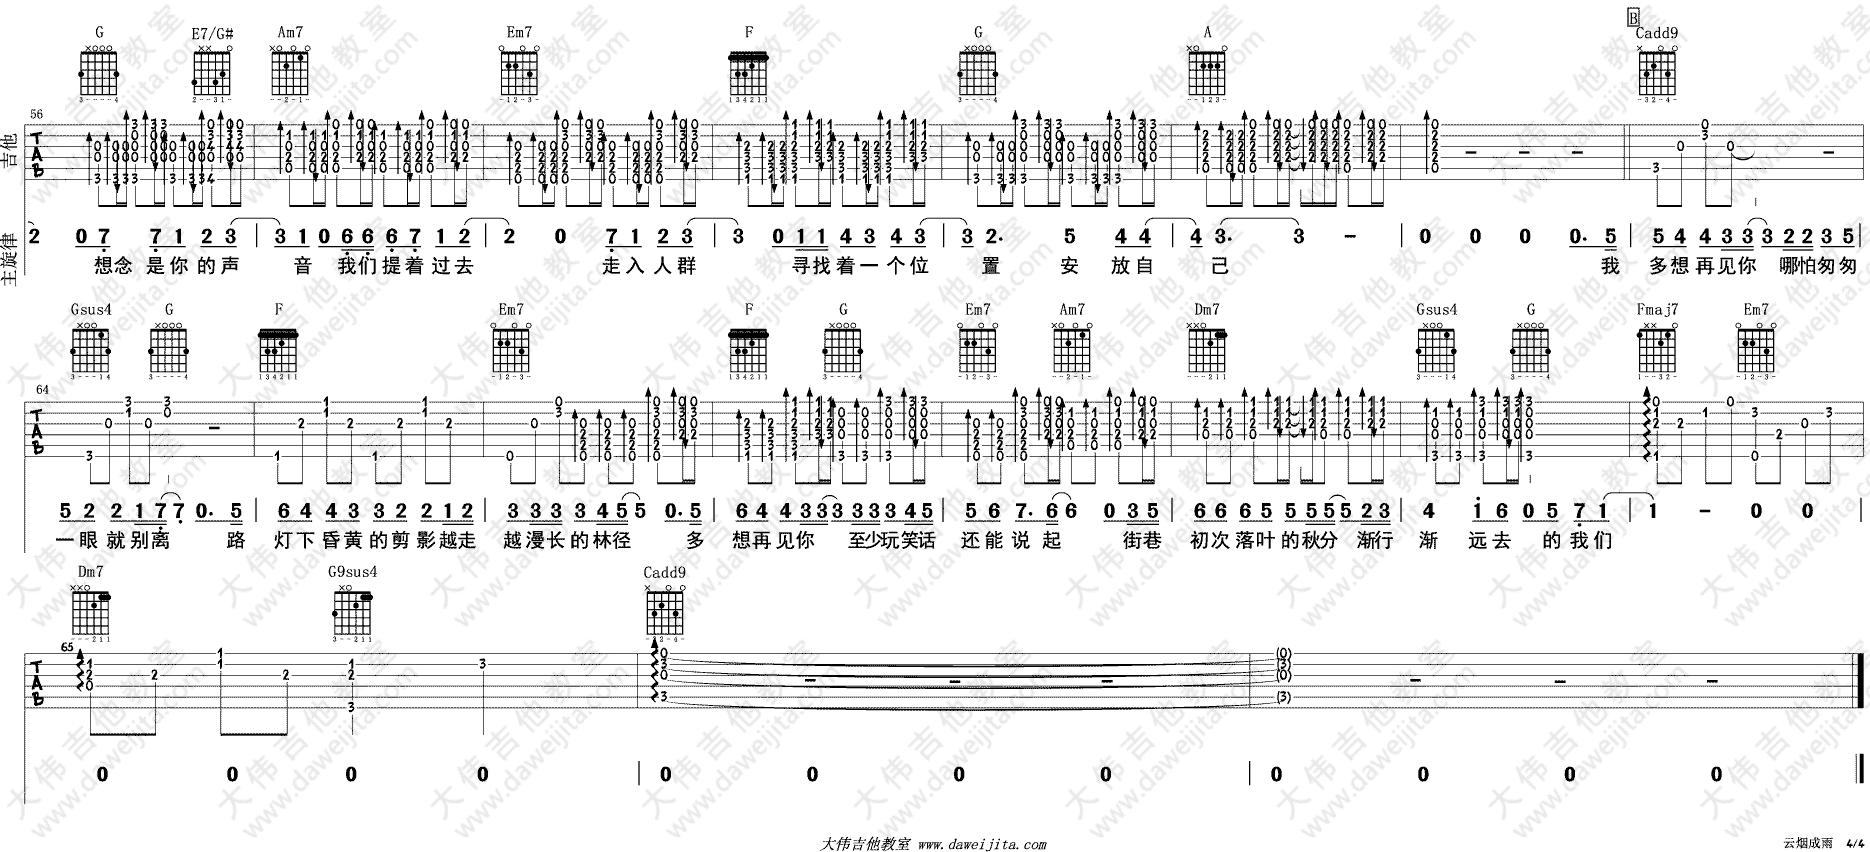 B
G E7/G# Am7 Em7 F G A Cadd9
56
吉他
TAB
主旋律
2 0 7 7 1 2 3 | 3 1 0 6 6 6 7 1 2 | 2 0 7 1 2 3 | 3 0 1 1 4 3 4 3 | 3 2. 5 4 4 | 4 3. 3 - | 0 0 0 0. 5 | 5 4 4 3 3 3 2 2 3 5
想念 是你的声 音 我们提着过去 走入人群 寻找着一个位 置 安 放自 己 我 多想再见你 哪怕匆匆
Gsus4 G F Em7 F G Em7 Am7 Dm7 Gsus4 G Fmaj7 Em7
64
TAB
5 2 2 1 7 7 0. 5 | 6 4 4 3 3 2 2 1 2 | 3 3 3 3 4 5 5 0. 5 | 6 4 4 3 3 3 3 3 3 4 5 | 5 6 7. 6 6 0 3 5 | 6 6 6 5 5 5 5 5 2 3 | 4 1 6 0 5 7 1 | 1 - 0 0 |
一眼就别离 路 灯下昏黄的剪影越走 越漫长的林径 多 想再见你 至少玩笑话 还能说起 街巷 初次落叶的秋分 渐行 渐 远去 的我们
Dm7 G9sus4 Cadd9
65
TAB
0 0 0 0 | 0 0 0 0 | 0 0 0 0
大伟吉他教室 www.daweijita.com
云烟成雨 4/4